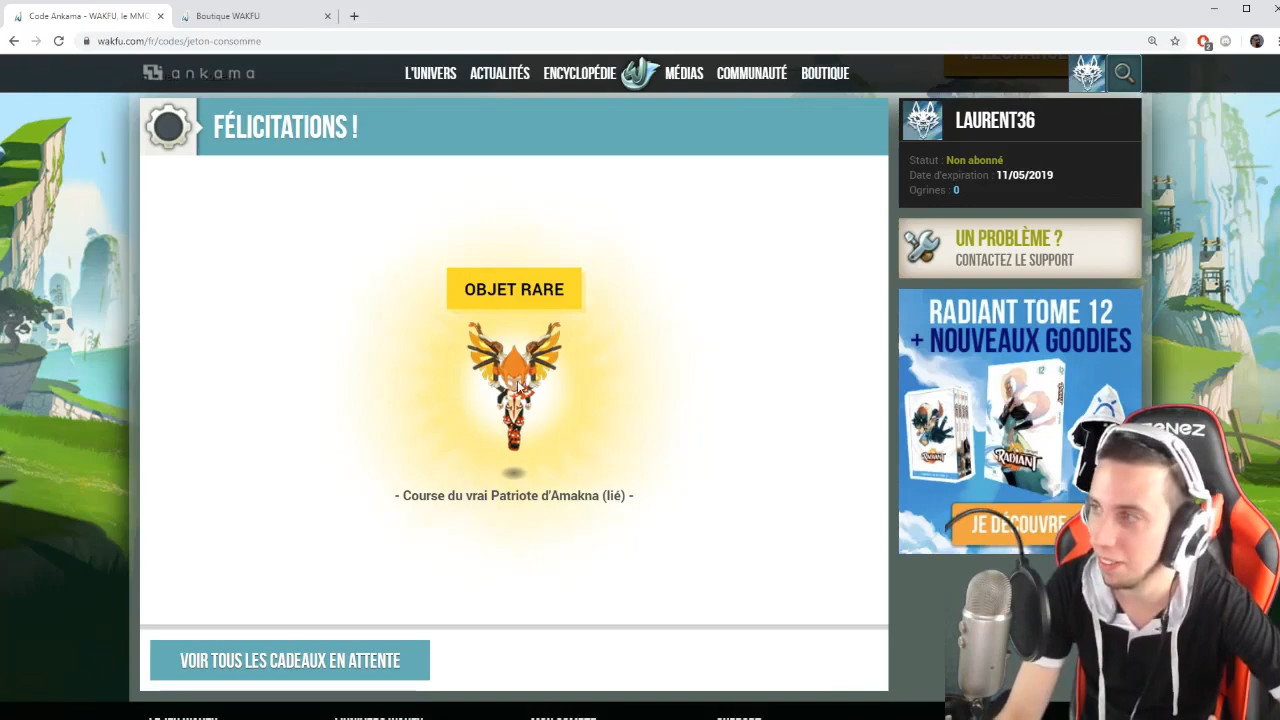 Code Ankama - WAKFU, le MMO
Boutique WAKFU
wakfu.com/fr/codes/jeton-consomme
2
ankama
L'UNIVERS
ACTUALITÉS
ENCYCLOPÉDIE
MÉDIAS
COMMUNAUTÉ
BOUTIQUE
FÉLICITATIONS !
OBJET RARE
- Course du vrai Patriote d'Amakna (lié) -
VOIR TOUS LES CADEAUX EN ATTENTE
LAURENT36
Statut : Non abonné
Date d'expiration : 11/05/2019
Ogrines : 0
UN PROBLÈME ?
CONTACTEZ LE SUPPORT
RADIANT TOME 12
+ NOUVEAUX GOODIES
12
RADIANT
RADIANT
JE DÉCOUVRE